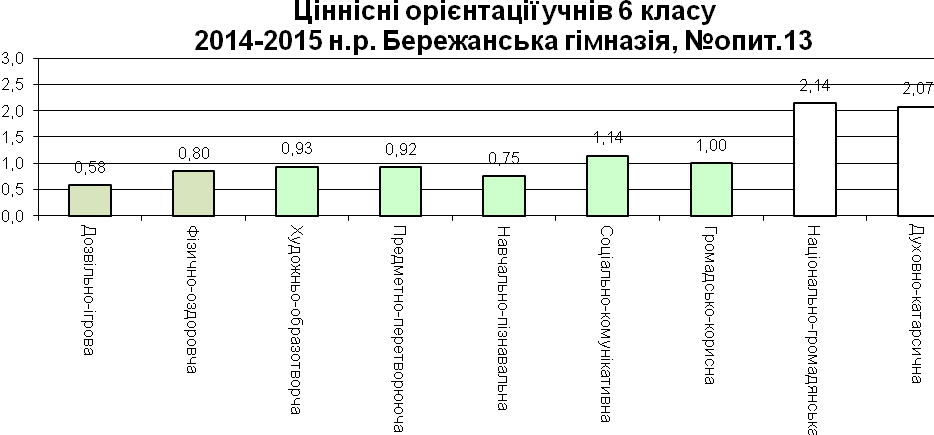 Ціннісні орієнтації учнів 6 класу
2014-2015 н.р. Бережанська гімназія, №опит.13
3,0
2,5
2,0
1,5
1,0
0,5
0,0
0,58
0,80
0,93
0,92
0,75
1,14
1,00
2,14
2,07
Дозвільно-ігрова
Фізично-оздоровча
Художньо-образотворча
Предметно-перетворююча
Навчально-пізнавальна
Соціально-комунікативна
Громадсько-корисна
Національно-громадянська
Духовно-катарсична